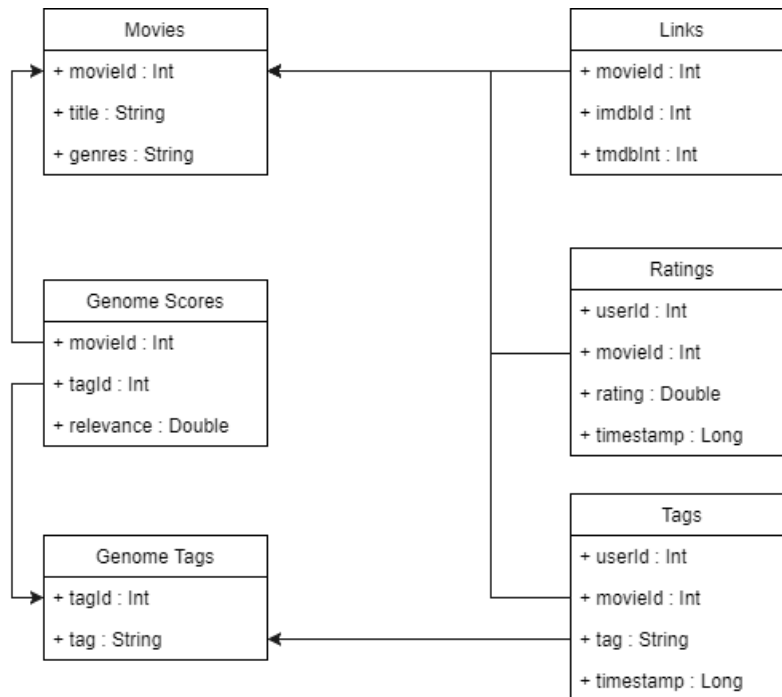 Movies
+ movieId : Int
+ title : String
+ genres : String
Links
+ movieId : Int
+ imdbId : Int
+ tmdbInt : Int
Genome Scores
+ movieId : Int
+ tagId : Int
+ relevance : Double
Ratings
+ userId : Int
+ movieId : Int
+ rating : Double
+ timestamp : Long
Genome Tags
+ tagId : Int
+ tag : String
Tags
+ userId : Int
+ movieId : Int
+ tag : String
+ timestamp : Long